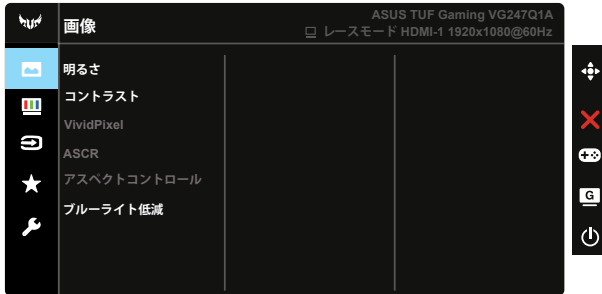 画像
ASUS TUF Gaming VG247Q1A
レースモード HDMI-1 1920x1080@60Hz
明るさ
コントラスト
VividPixel
ASCR
アスペクトコントロール
ブルーライト低減
G